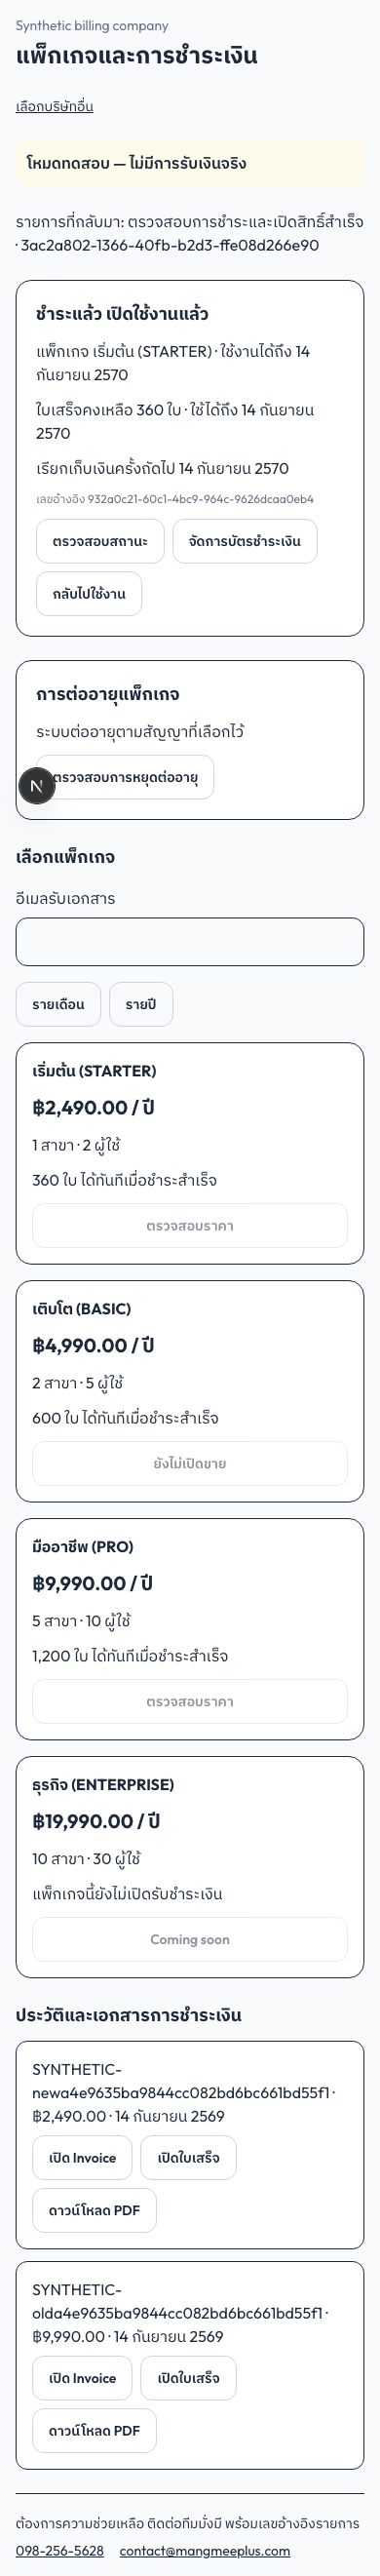 Synthetic billing company
แพ็กเกจและการชำระเงิน
เลือกบริษัทอื่น
โหมดทดสอบ — ไม่มีการรับเงินจริง
รายการที่กลับมา: ตรวจสอบการชำระและเปิดสิทธิ์สำเร็จ
· 3ac2a802-1366-40fb-b2d3-ffe08d266e90
ชำระแล้ว เปิดใช้งานแล้ว
แพ็กเกจ เริ่มต้น (STARTER) · ใช้งานได้ถึง 14
กันยายน 2570
ใบเสร็จคงเหลือ 360 ใบ · ใช้ได้ถึง 14 กันยายน
2570
เรียกเก็บเงินครั้งถัดไป 14 กันยายน 2570
เลขอ้างอิง 932a0c21-60c1-4bc9-964c-9626dcaa0eb4
ตรวจสอบสถานะ
จัดการบัตรชำระเงิน
กลับไปใช้งาน
การต่ออายุแพ็กเกจ
ระบบต่ออายุตามสัญญาที่เลือกไว้
ตรวจสอบการหยุดต่ออายุ
N
เลือกแพ็กเกจ
อีเมลรับเอกสาร
รายเดือน
รายปี
เริ่มต้น (STARTER)
฿2,490.00 / ปี
1 สาขา · 2 ผู้ใช้
360 ใบ ได้ทันทีเมื่อชำระสำเร็จ
ตรวจสอบราคา
เติบโต (BASIC)
฿4,990.00 / ปี
2 สาขา · 5 ผู้ใช้
600 ใบ ได้ทันทีเมื่อชำระสำเร็จ
ยังไม่เปิดขาย
มืออาชีพ (PRO)
฿9,990.00 / ปี
5 สาขา · 10 ผู้ใช้
1,200 ใบ ได้ทันทีเมื่อชำระสำเร็จ
ตรวจสอบราคา
ธุรกิจ (ENTERPRISE)
฿19,990.00 / ปี
10 สาขา · 30 ผู้ใช้
แพ็กเกจนี้ยังไม่เปิดรับชำระเงิน
Coming soon
ประวัติและเอกสารการชำระเงิน
SYNTHETIC-
newa4e9635ba9844cc082bd6bc661bd55f1 ·
฿2,490.00 · 14 กันยายน 2569
เปิด Invoice
เปิดใบเสร็จ
ดาวน์โหลด PDF
SYNTHETIC-
olda4e9635ba9844cc082bd6bc661bd55f1 ·
฿9,990.00 · 14 กันยายน 2569
เปิด Invoice
เปิดใบเสร็จ
ดาวน์โหลด PDF
ต้องการความช่วยเหลือ ติดต่อทีมมั่งมี พร้อมเลขอ้างอิงรายการ
098-256-5628
contact@mangmeeplus.com